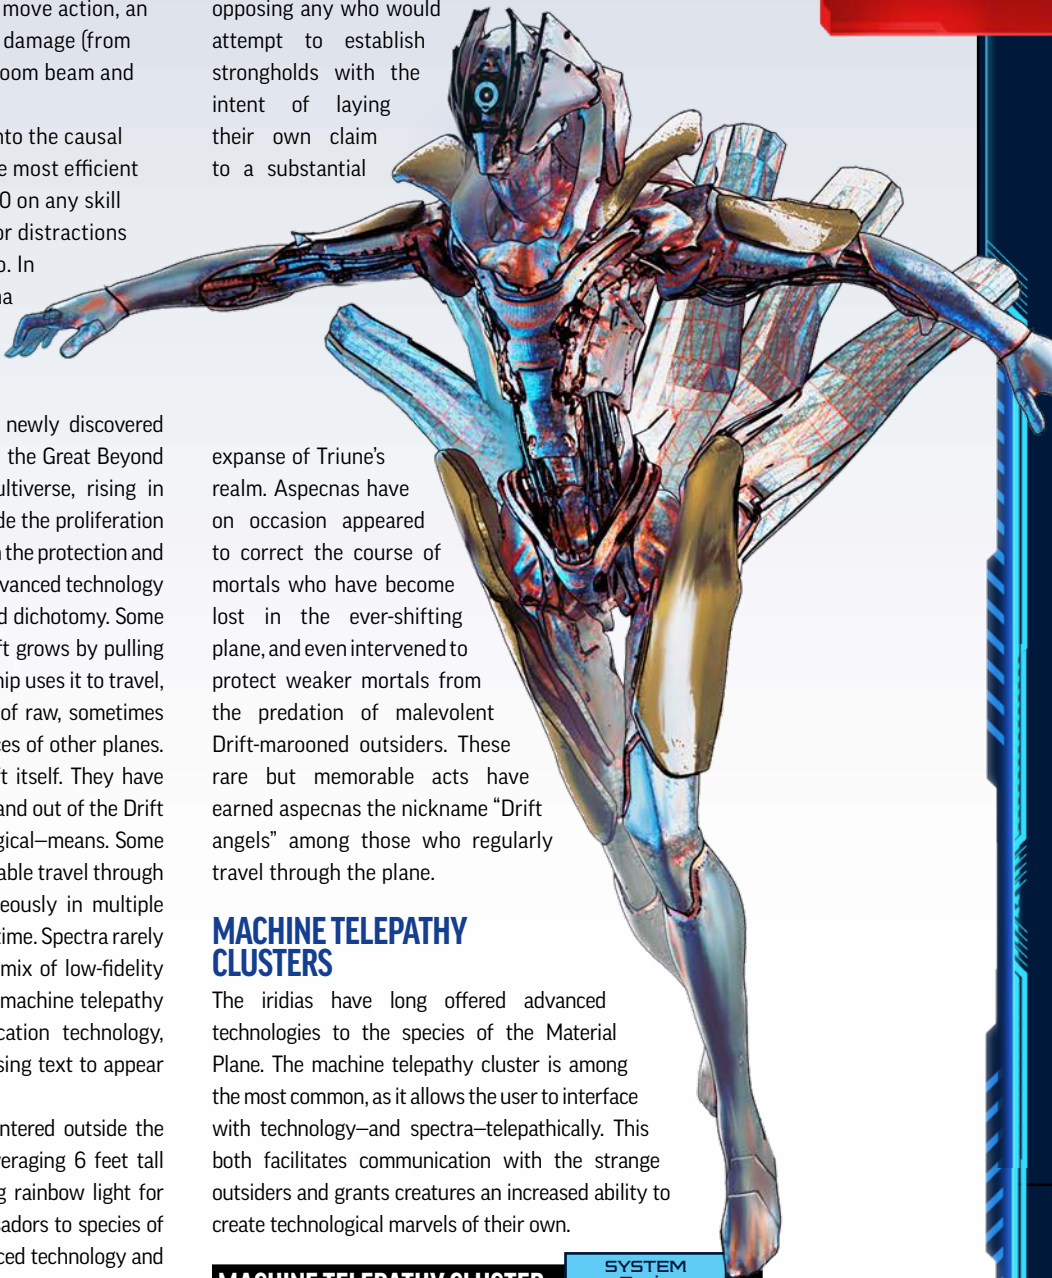 move action, an
damage (from
oom beam and
nto the causal
e most efficient
0 on any skill
or distractions
o. In
na
newly discovered
the Great Beyond
ultiverse, rising in
de the proliferation
the protection and
vanced technology
d dichotomy. Some
ft grows by pulling
hip uses it to travel,
of raw, sometimes
ces of other planes.
ft itself. They have
and out of the Drift
gical—means. Some
able travel through
eously in multiple
time. Spectra rarely
mix of low-fidelity
machine telepathy
cation technology,
sing text to appear
ntered outside the
veraging 6 feet tall
g rainbow light for
sadors to species of
ced technology and
opposing any who would
attempt to establish
strongholds with the
intent of laying
their own claim
to a substantial
expanse of Triune’s
realm. Aspecnas have
on occasion appeared
to correct the course of
mortals who have become
lost in the ever-shifting
plane, and even intervened to
protect weaker mortals from
the predation of malevolent
Drift-marooned outsiders. These
rare but memorable acts have
earned aspecnas the nickname “Drift
angels” among those who regularly
travel through the plane.
MACHINE TELEPATHY
CLUSTERS
The iridias have long offered advanced
technologies to the species of the Material
Plane. The machine telepathy cluster is among
the most common, as it allows the user to interface
with technology—and spectra—telepathically. This
both facilitates communication with the strange
outsiders and grants creatures an increased ability to
create technological marvels of their own.
MACHINE TELEPATHY CLUSTER
SYSTEM